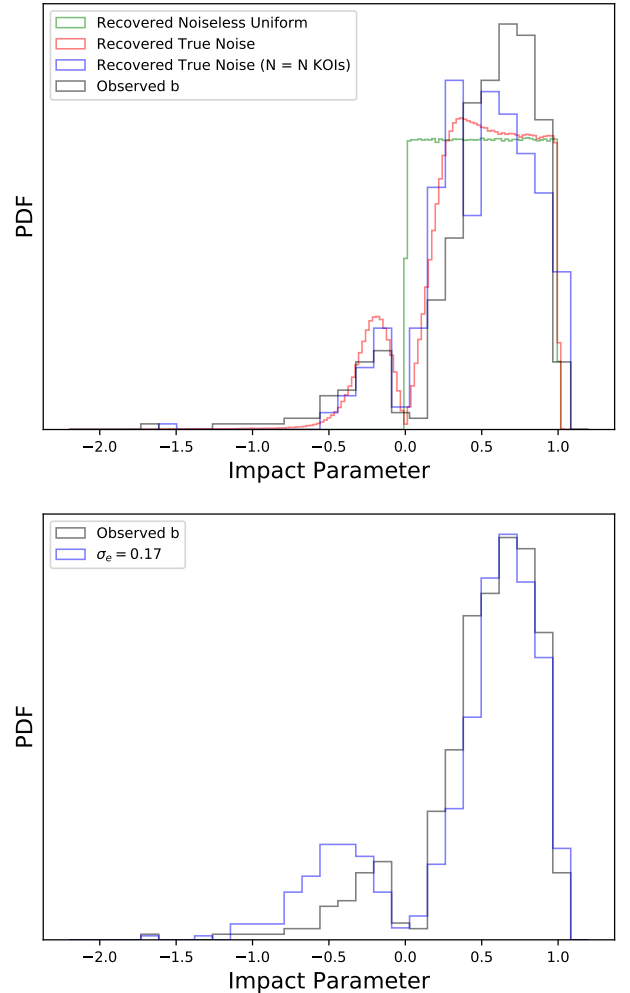 Recovered Noiseless Uniform
Recovered True Noise
Recovered True Noise (N = N KOIs)
Observed b
PDF
−2.0 −1.5 −1.0 −0.5 0.0 0.5 1.0
Impact Parameter
Observed b
σₑ = 0.17
PDF
−2.0 −1.5 −1.0 −0.5 0.0 0.5 1.0
Impact Parameter